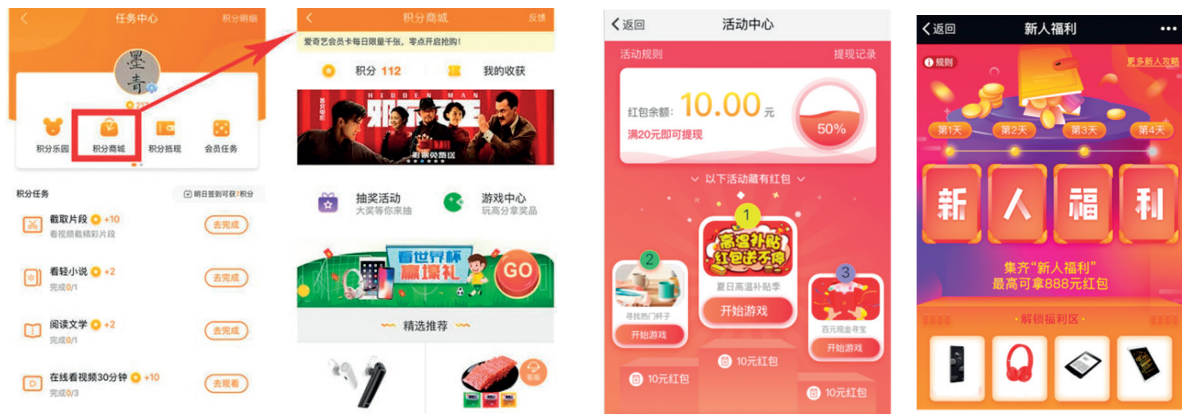 任务中心
积分明细
墨
青
217
积分乐园
积分商城
积分抵现
会员任务
积分任务
明日签到可获7积分
截取片段 +10
看视频截精彩片段
去完成
看轻小说 +2
完成0/1
去完成
阅读文学 +2
完成0/1
去完成
在线看视频30分钟 +10
完成0/3
去观看
积分商城
反馈
爱奇艺会员卡每日限量千张，零点开启抢购！
积分 112
我的收获
HIDDEN MAN
邪不压正
抽奖活动
大奖等你来抽
游戏中心
玩高分拿奖品
看世界杯
赢爆礼
GO
精选推荐
客服
返回
活动中心
活动规则
提现记录
红包余额：10.00元
满20元即可提现
50%
以下活动藏有红包
1
高温补贴
红包送不停
夏日高温补贴季
开始游戏
2
寻找热门杯子
开始游戏
3
百元现金寻宝
开始游戏
10元红包
10元红包
10元红包
返回
新人福利
规则
更多新人攻略
第1天
第2天
第3天
第4天
新
人
福
利
集齐“新人福利”
最高可拿888元红包
解锁福利区